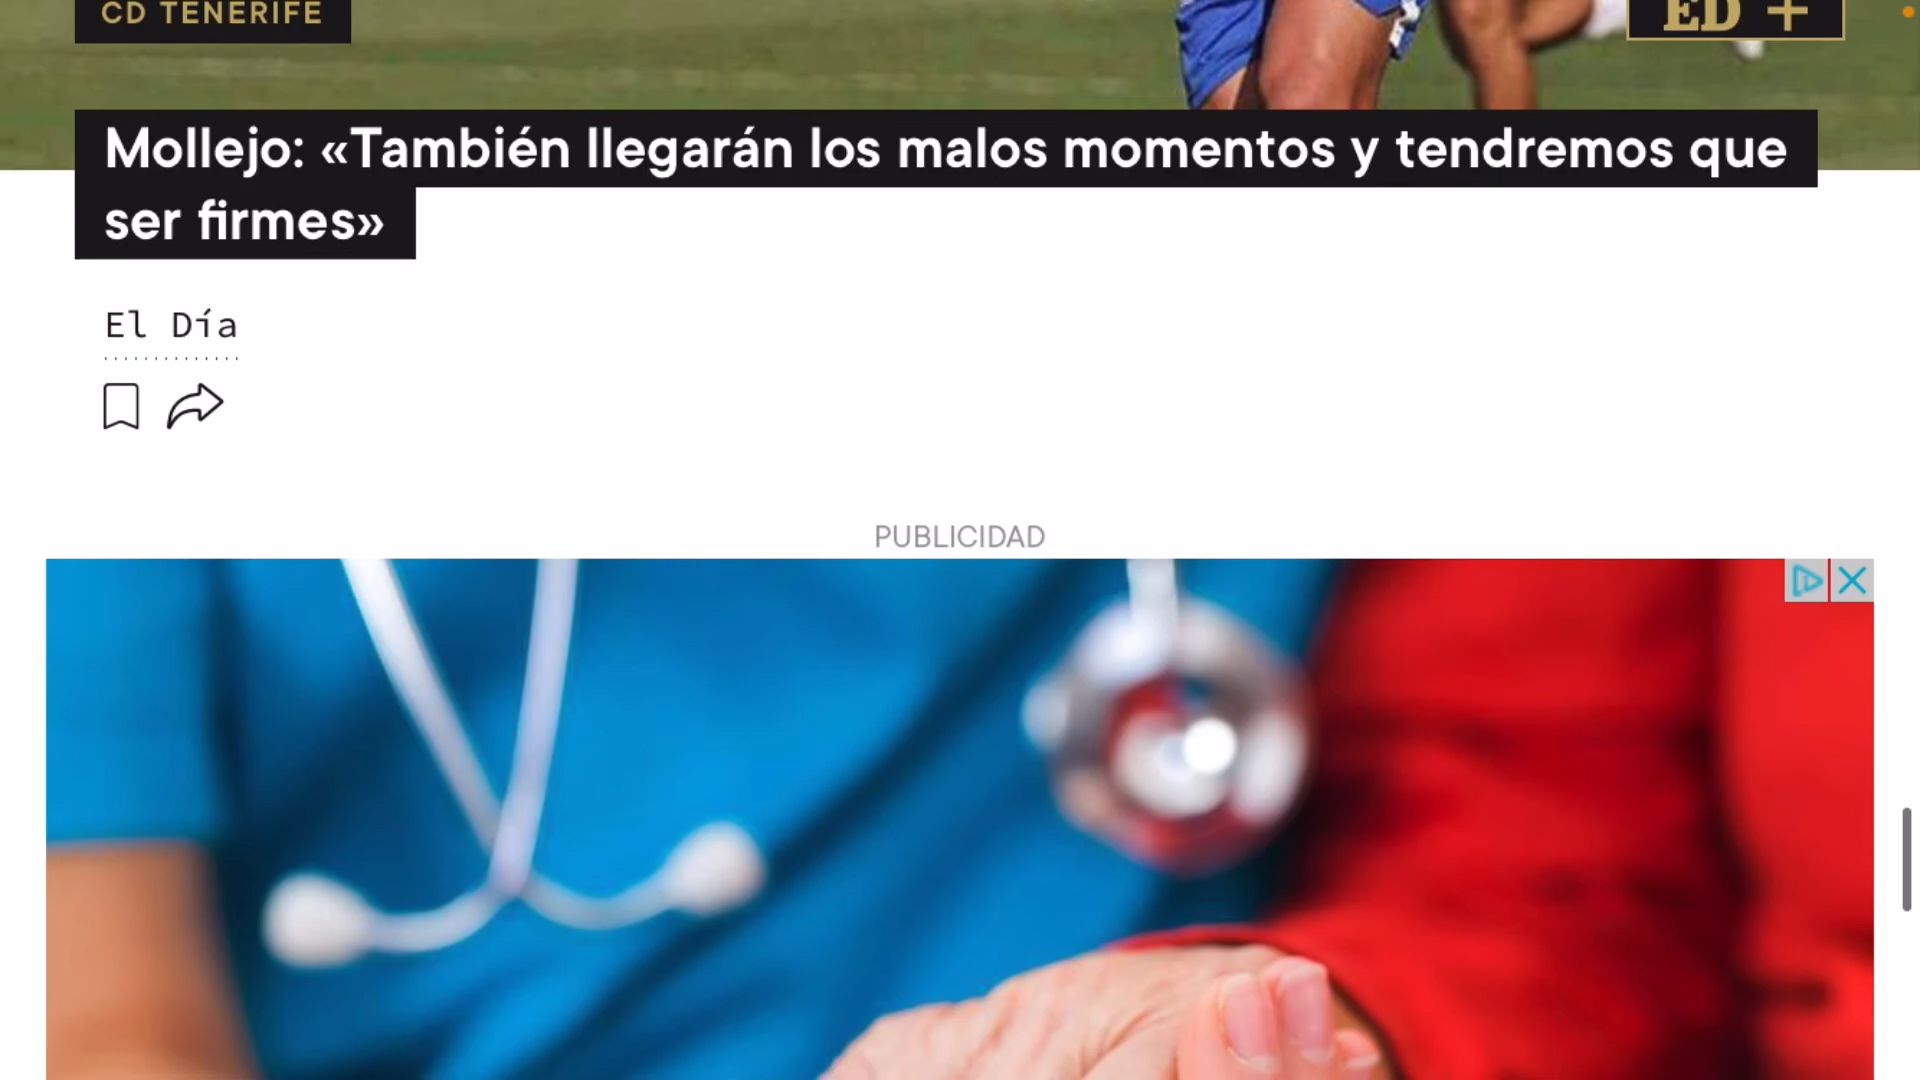 CD TENERIFE
ED +
Mollejo: «También llegarán los malos momentos y tendremos que
ser firmes»
El Día
PUBLICIDAD